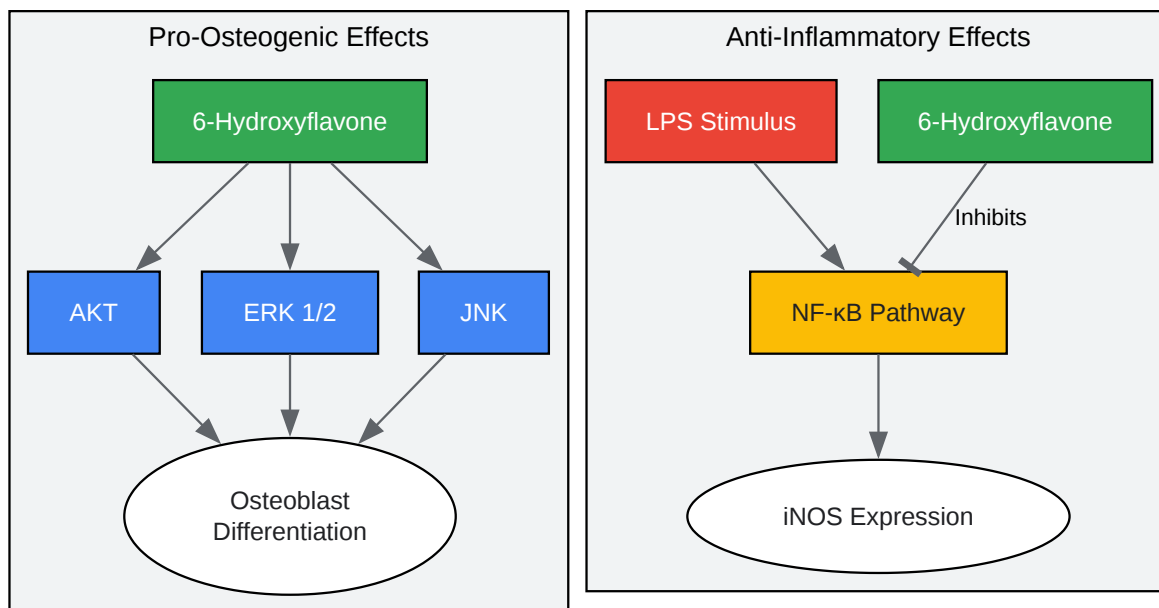 Pro-Osteogenic Effects
6-Hydroxyflavone
AKT
ERK 1/2
JNK
Osteoblast
Differentiation
Anti-Inflammatory Effects
LPS Stimulus
6-Hydroxyflavone
Inhibits
NF-κB Pathway
iNOS Expression